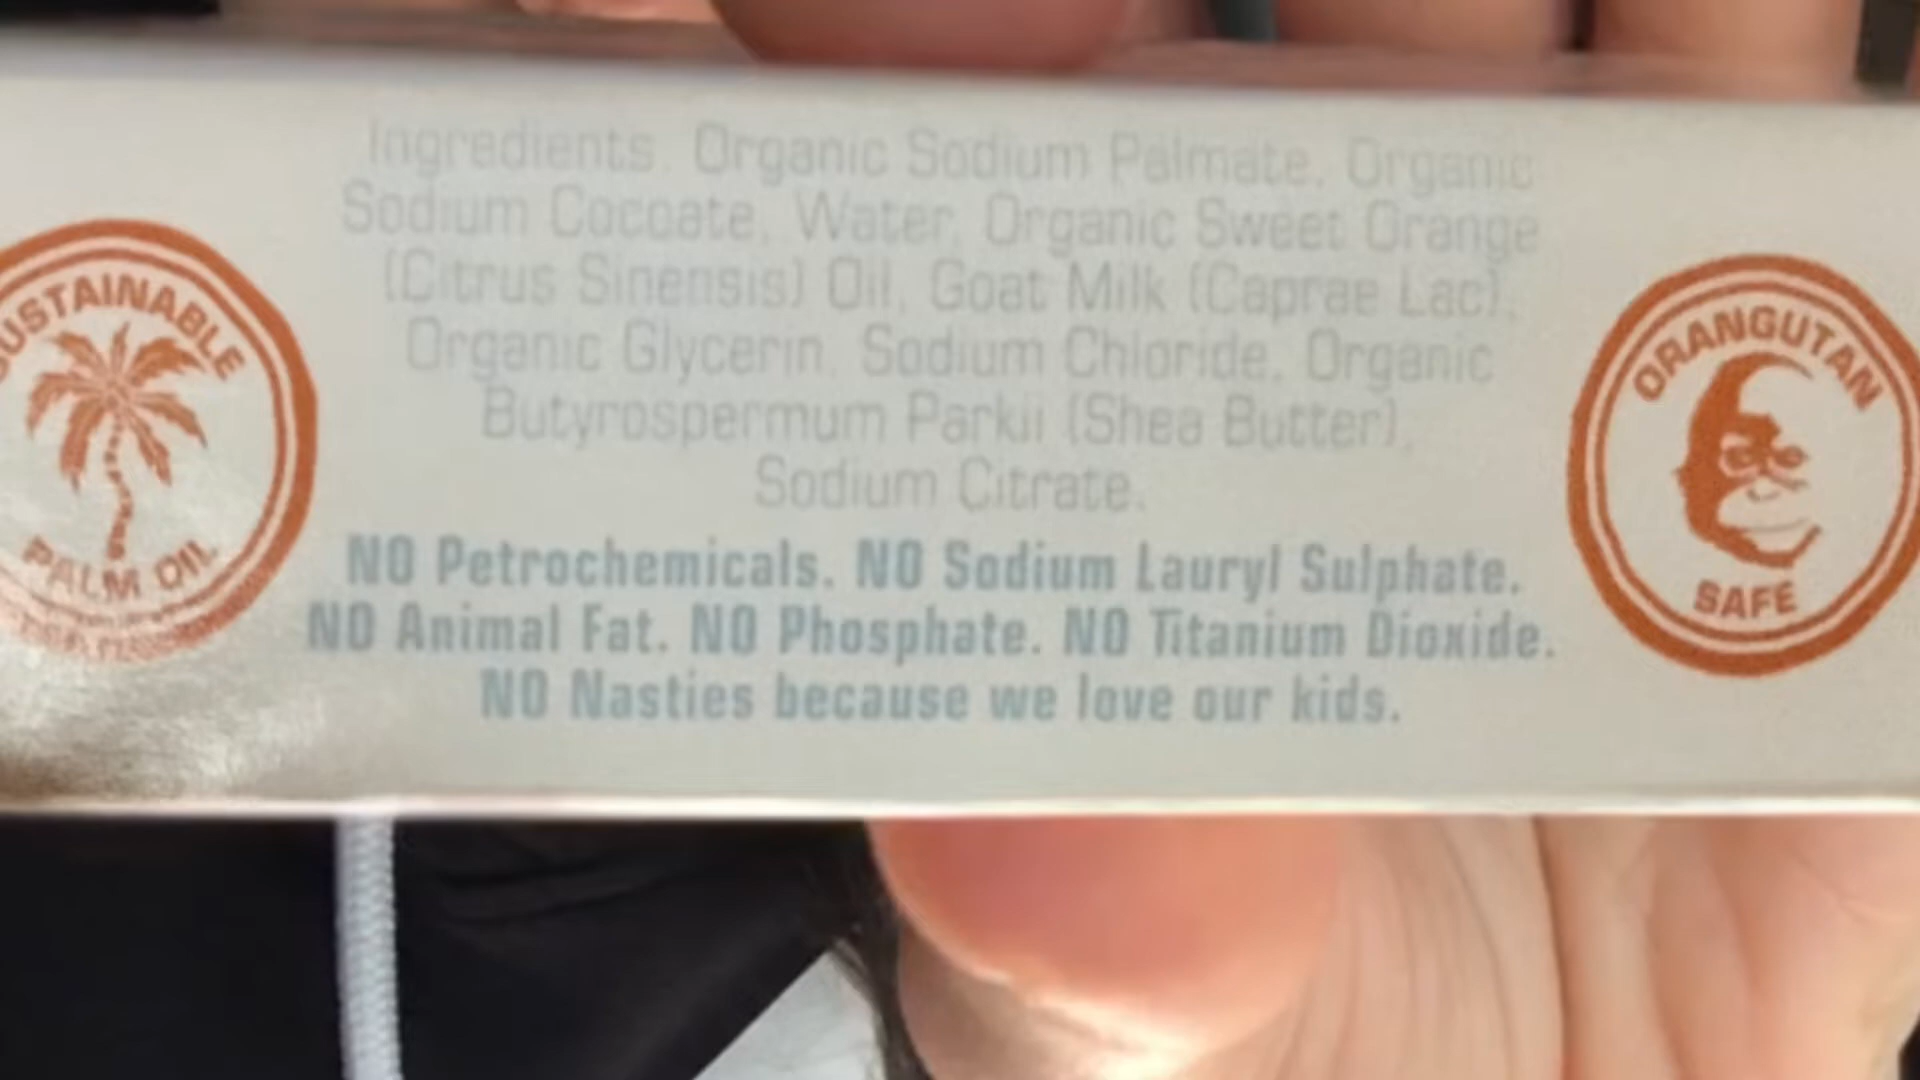 Ingredients. Organic Sodium Palmate, Organic
Sodium Cocoate, Water, Organic Sweet Orange
(Citrus Sinensis) Oil, Goat Milk (Caprae Lac),
Organic Glycerin, Sodium Chloride, Organic
Butyrospermum Parkii (Shea Butter),
Sodium Citrate.
NO Petrochemicals. NO Sodium Lauryl Sulphate.
NO Animal Fat. NO Phosphate. NO Titanium Dioxide.
NO Nasties because we love our kids.
SUSTAINABLE
PALM OIL
ORANGUTAN
SAFE